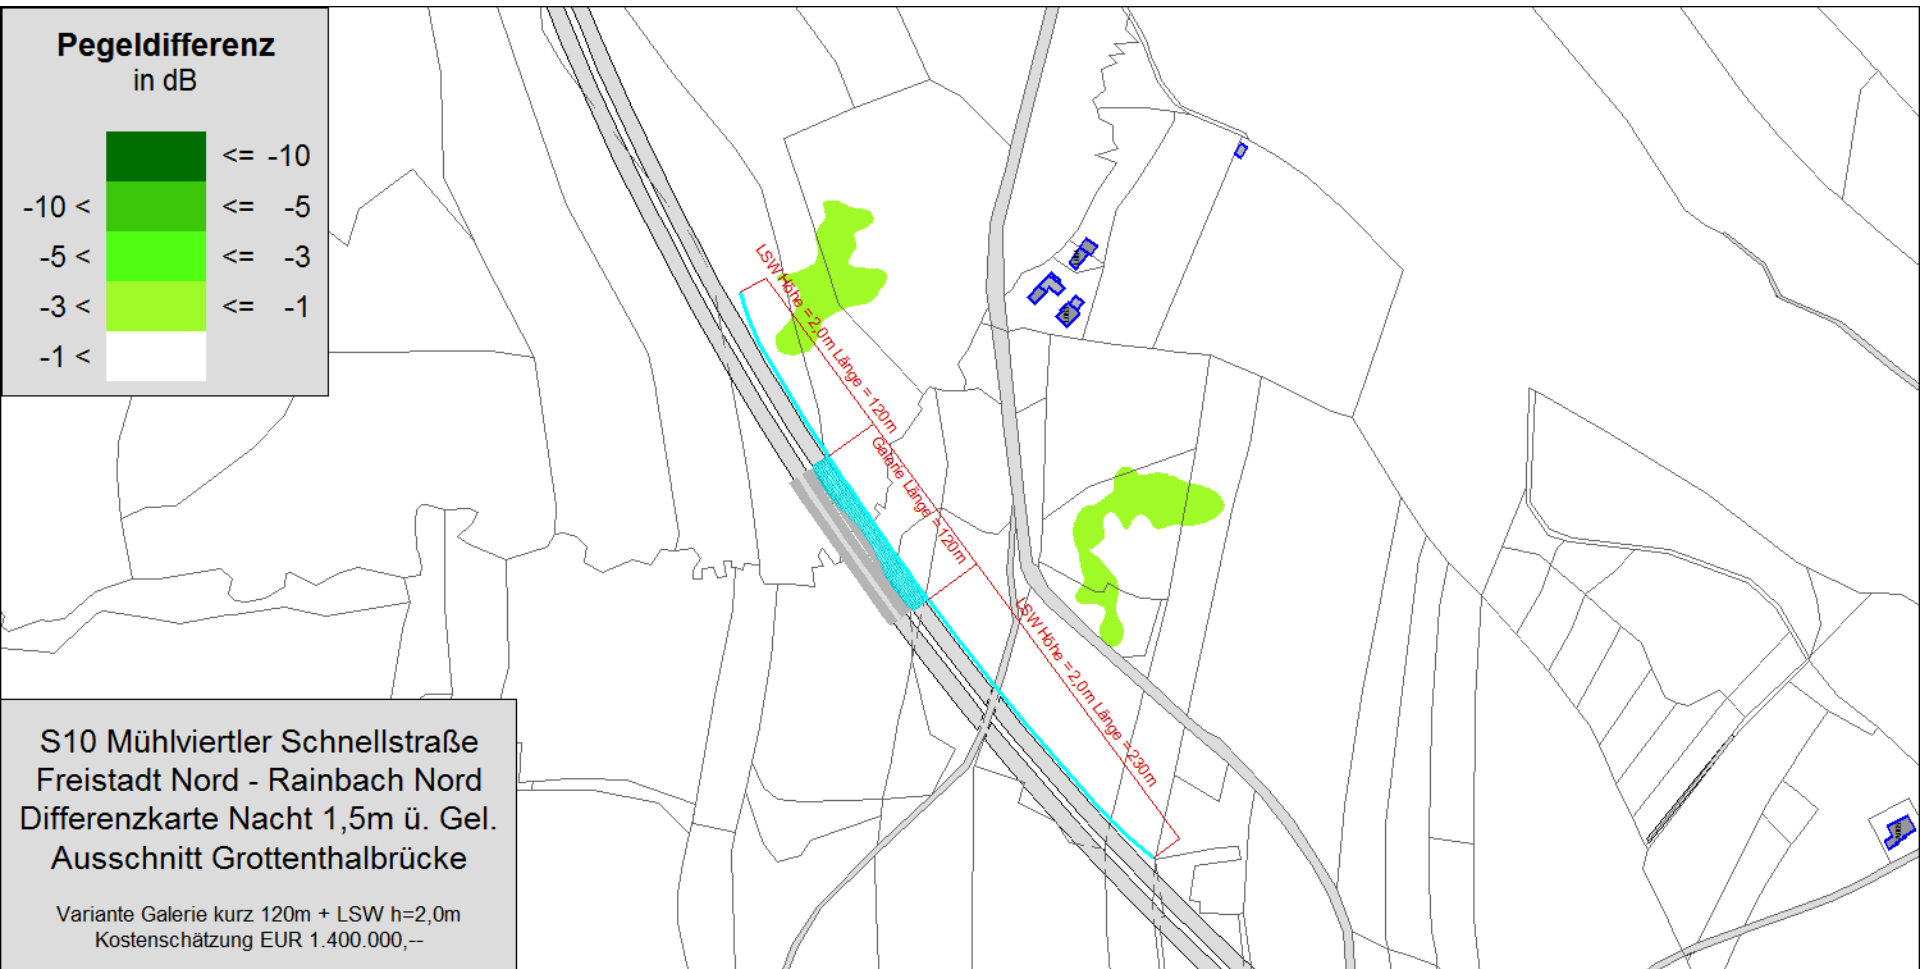 Pegeldifferenz
in dB
<= -10
-10 < <= -5
-5 < <= -3
-3 < <= -1
-1 <
LSW Höhe = 2,0m Länge = 120m
Galerie Länge = 120m
LSW Höhe = 2,0m Länge = 230m
S10 Mühlviertler Schnellstraße
Freistadt Nord - Rainbach Nord
Differenzkarte Nacht 1,5m ü. Gel.
Ausschnitt Grottenthalbrücke
Variante Galerie kurz 120m + LSW h=2,0m
Kostenschätzung EUR 1.400.000,--